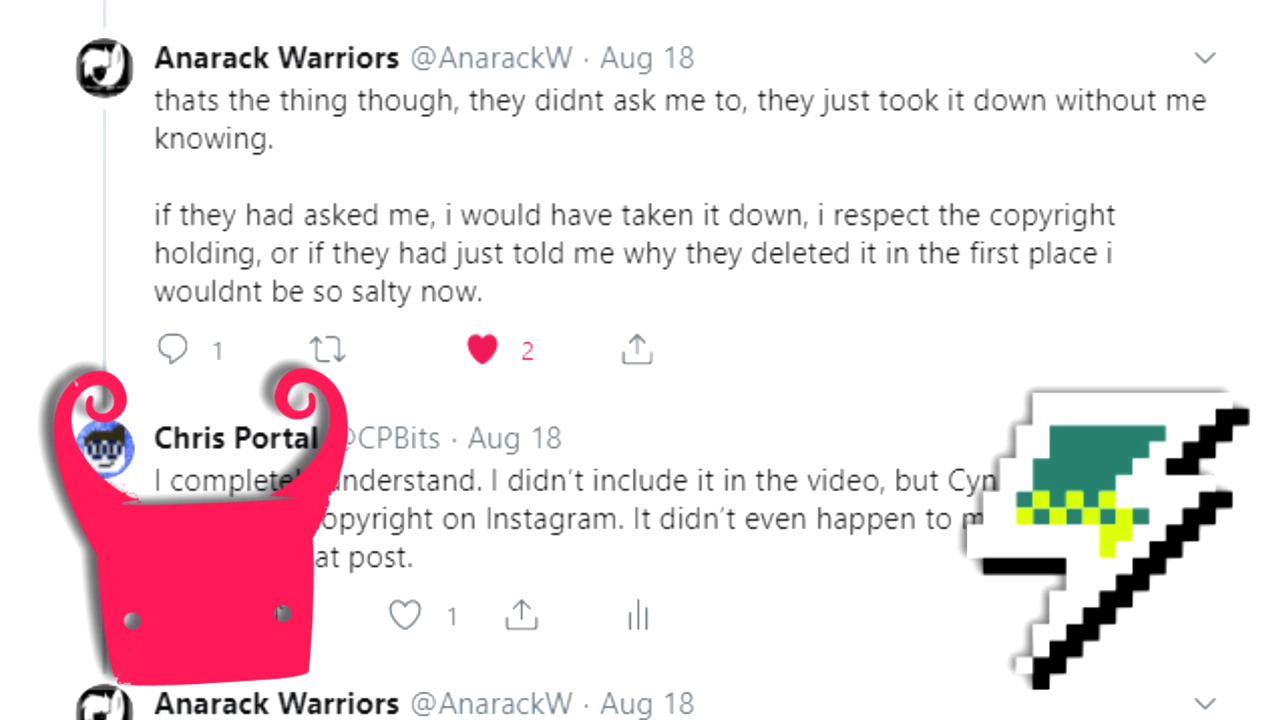 Anarack Warriors @AnarackW · Aug 18
thats the thing though, they didnt ask me to, they just took it down without me
knowing.
if they had asked me, i would have taken it down, i respect the copyright
holding, or if they had just told me why they deleted it in the first place i
wouldnt be so salty now.
1 2
Chris Portal @CPBits · Aug 18
I completely understand. I didn't include it in the video, but
opyright on Instagram. It didn't even happen to
at post.
1
Anarack Warriors @AnarackW · Aug 18